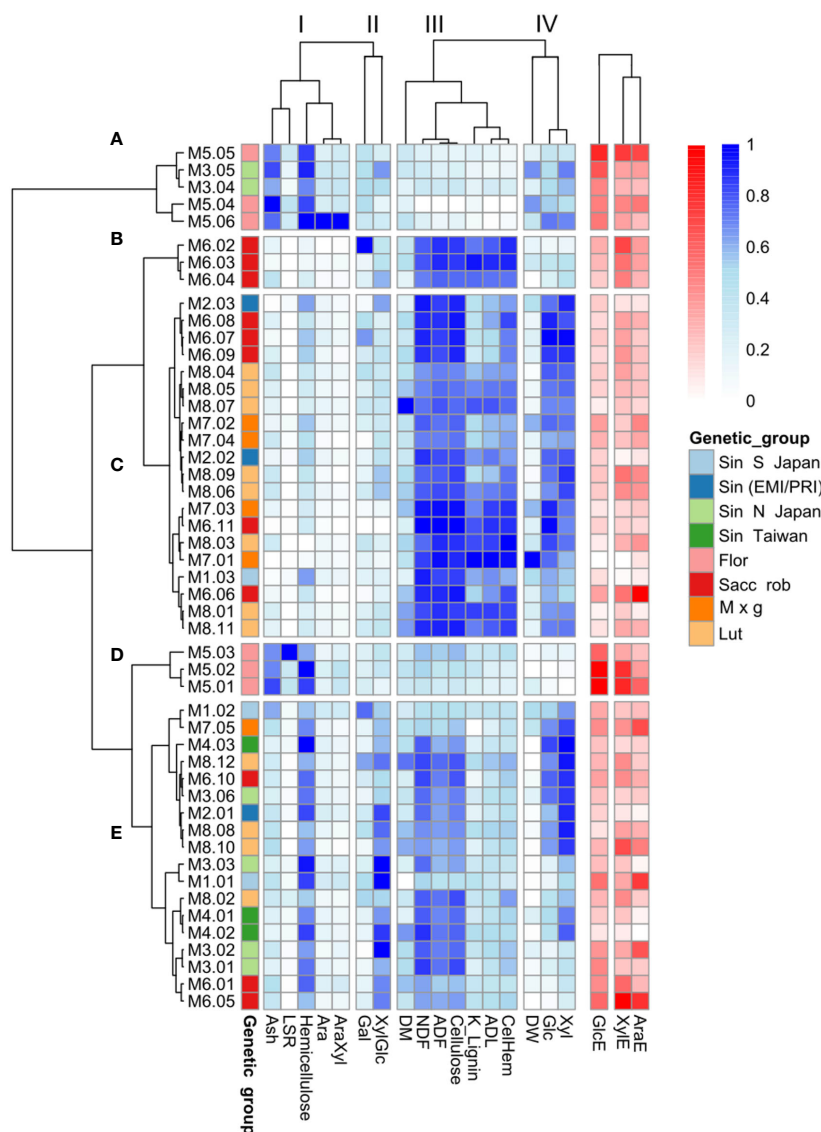 I II III IV
A
M5.05
M3.05
M3.04
M5.04
M5.06
B
M6.02
M6.03
M6.04
M2.03
M6.08
M6.07
M6.09
M8.04
M8.05
M8.07
M7.02
M7.04
C
M2.02
M8.09
M8.06
M7.03
M6.11
M8.03
M7.01
M1.03
M6.06
M8.01
M8.11
D
M5.03
M5.02
M5.01
M1.02
M7.05
M4.03
M8.12
M6.10
M3.06
M2.01
E
M8.08
M8.10
M3.03
M1.01
M8.02
M4.01
M4.02
M3.02
M3.01
M6.01
M6.05
Genetic group
Ash
LSR
Hemicellulose
Ara
AraXyl
Gal
XylGlc
DM
NDF
ADF
Cellulose
K_Lignin
ADL
CelHem
DW
Glc
Xyl
GlcE
XylE
AraE
1
0.8
0.6
0.4
0.2
0
Genetic_group
Sin S Japan
Sin (EMI/PRI)
Sin N Japan
Sin Taiwan
Flor
Sacc rob
M x g
Lut